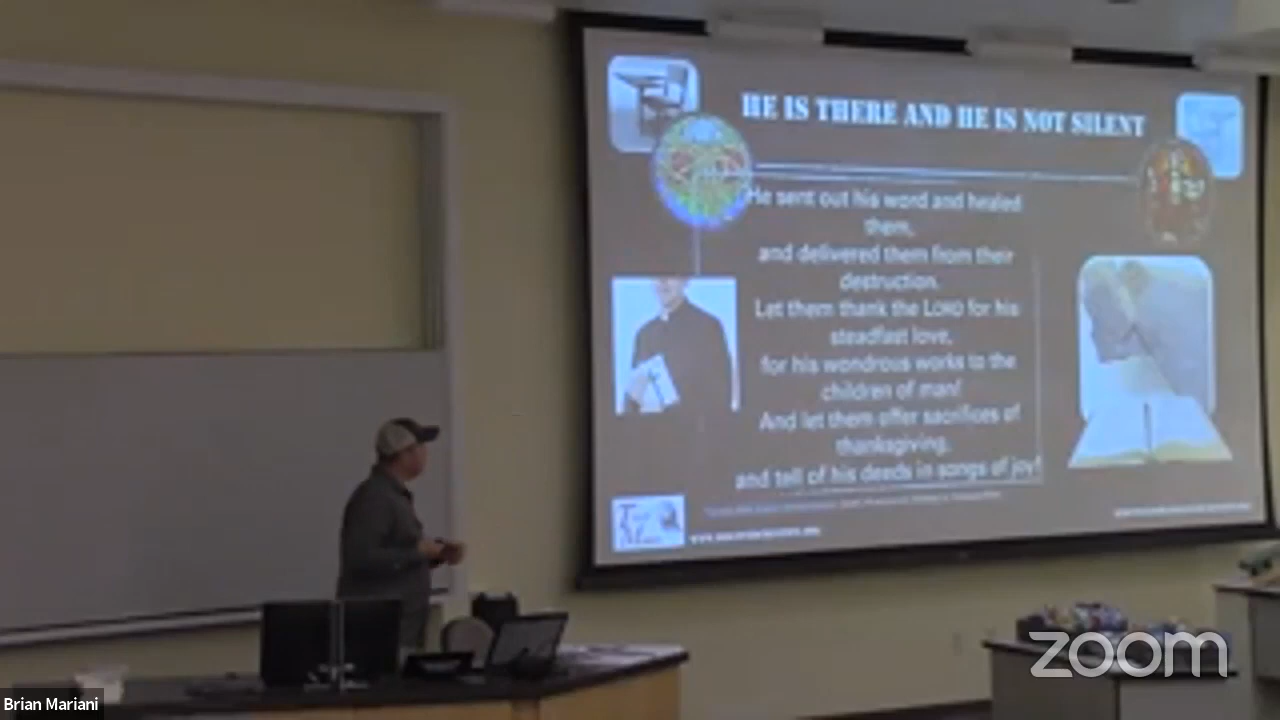 HE IS THERE AND HE IS NOT SILENT
He sent out his word and healed
them,
and delivered them from their
destruction.
Let them thank the LORD for his
steadfast love,
for his wondrous works to the
children of man!
And let them offer sacrifices of
thanksgiving,
and tell of his deeds in songs of joy!
zoom
Brian Mariani